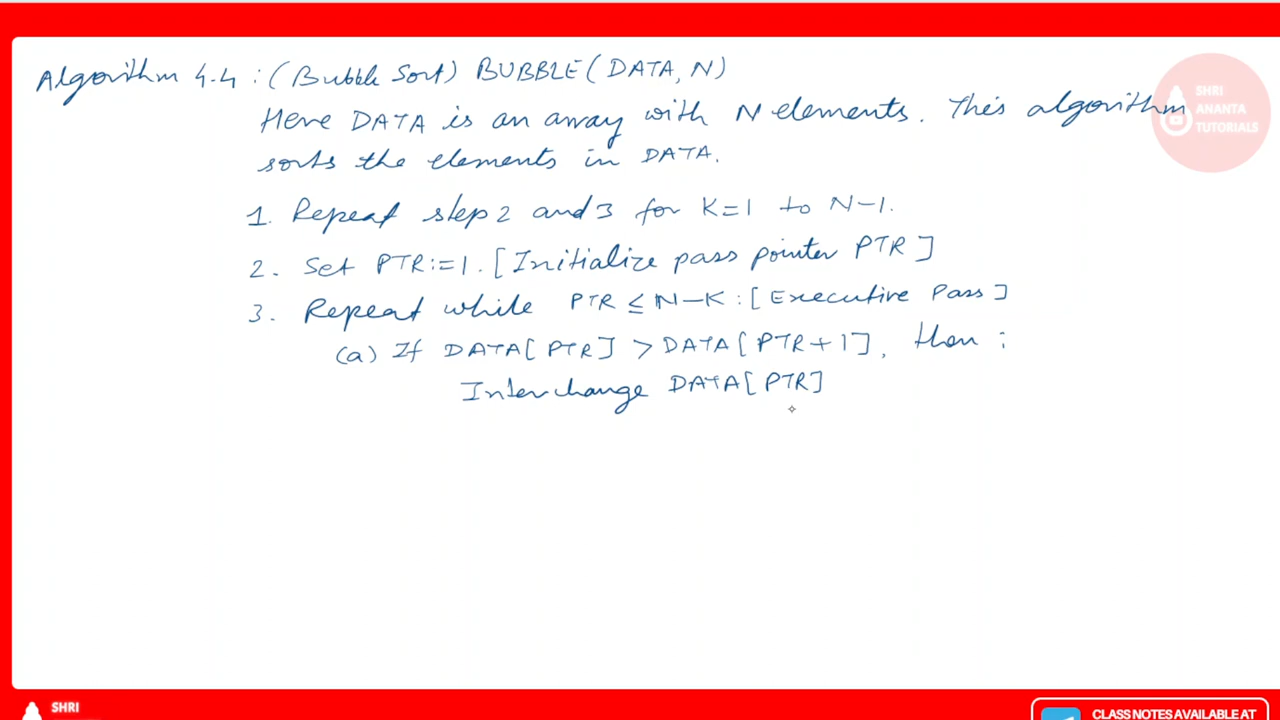 Algorithm 4.4 : (Bubble Sort) BUBBLE(DATA, N)
Here DATA is an array with N elements. This algorithm
sorts the elements in DATA.
1. Repeat step 2 and 3 for K=1 to N-1.
2. Set PTR:=1. [Initialize pass pointer PTR]
3. Repeat while PTR ≤ N-K : [Executive Pass]
(a) If DATA[PTR] > DATA[PTR+1], then :
Interchange DATA[PTR]
SHRI
ANANTA
TUTORIALS
SHRI
CLASS NOTES AVAILABLE AT